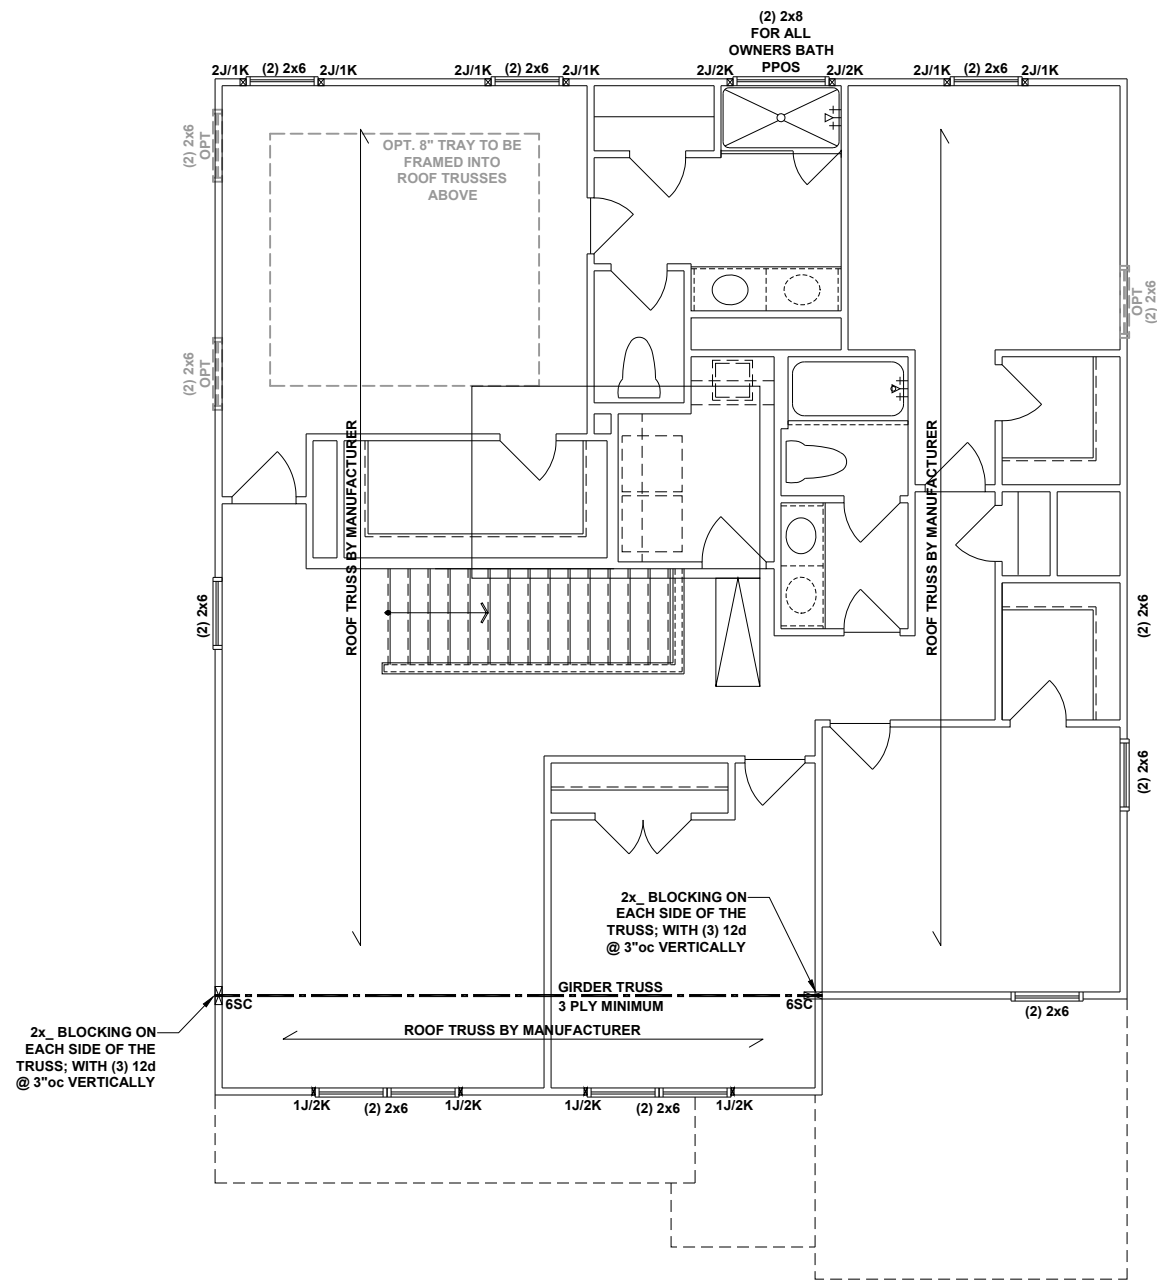 (2) 2x8
FOR ALL
OWNERS BATH
PPOS
2J/1K
(2) 2x6
2J/1K
2J/1K
(2) 2x6
2J/1K
2J/2K
2J/2K
2J/1K
(2) 2x6
2J/1K
(2) 2x6
OPT
OPT. 8" TRAY TO BE
FRAMED INTO
ROOF TRUSSES
ABOVE
OPT
(2) 2x6
(2) 2x6
OPT
ROOF TRUSS BY MANUFACTURER
ROOF TRUSS BY MANUFACTURER
(2) 2x6
(2) 2x6
(2) 2x6
2x_ BLOCKING ON
EACH SIDE OF THE
TRUSS; WITH (3) 12d
@ 3"oc VERTICALLY
GIRDER TRUSS
3 PLY MINIMUM
6SC
6SC
(2) 2x6
ROOF TRUSS BY MANUFACTURER
2x_ BLOCKING ON
EACH SIDE OF THE
TRUSS; WITH (3) 12d
@ 3"oc VERTICALLY
1J/2K
(2) 2x6
1J/2K
1J/2K
(2) 2x6
1J/2K